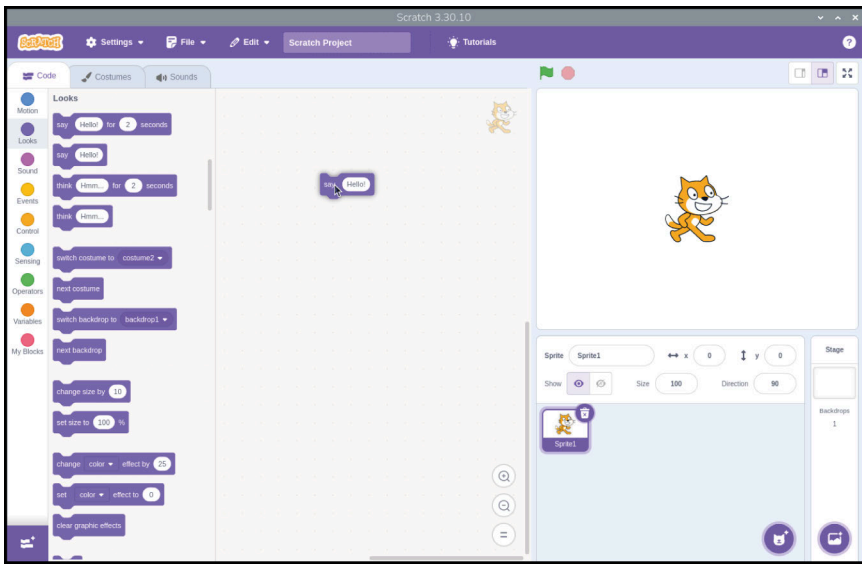 Scratch 3.30.10
SCRATCH
Settings
File
Edit
Scratch Project
Tutorials
?
Code
Costumes
Sounds
Motion
Looks
Sound
Events
Control
Sensing
Operators
Variables
My Blocks
Looks
say Hello! for 2 seconds
say Hello!
think Hmm... for 2 seconds
think Hmm...
switch costume to costume2
next costume
switch backdrop to backdrop1
next backdrop
change size by 10
set size to 100 %
change color effect by 25
set color effect to 0
clear graphic effects
say Hello!
Sprite Sprite1 x 0 y 0
Show Size 100 Direction 90
Sprite1
Stage
Backdrops
1